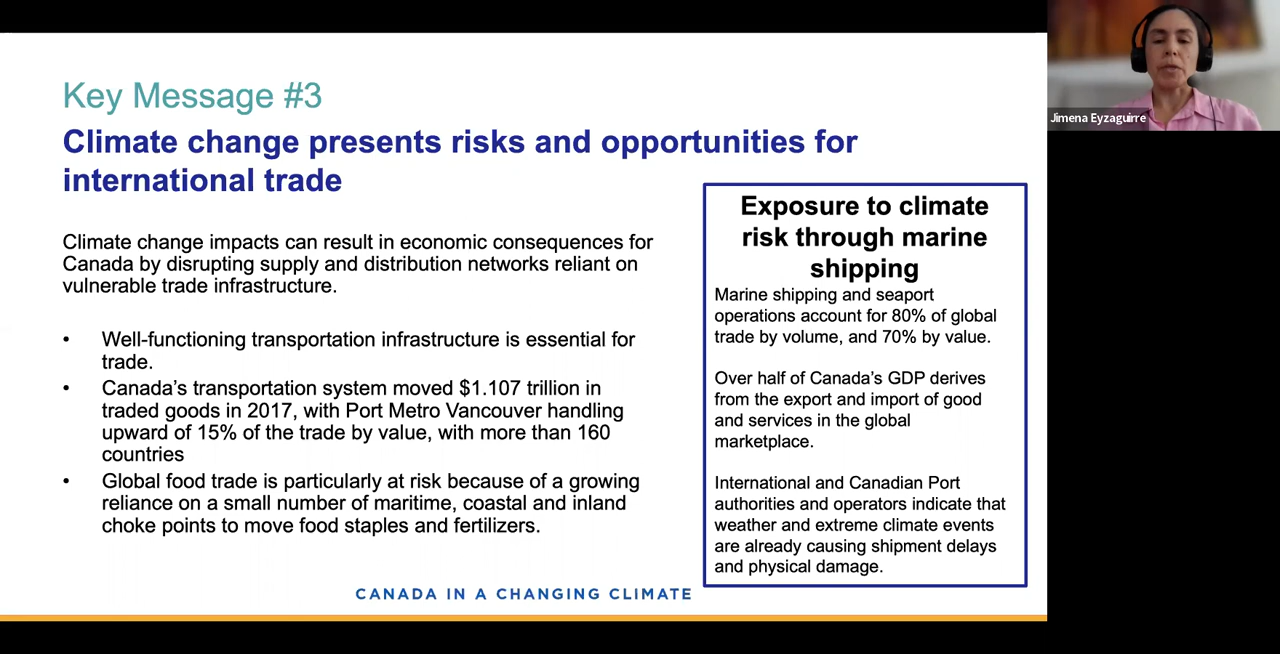 Key Message #3
Climate change presents risks and opportunities for
international trade
Climate change impacts can result in economic consequences for
Canada by disrupting supply and distribution networks reliant on
vulnerable trade infrastructure.
• Well-functioning transportation infrastructure is essential for
trade.
• Canada's transportation system moved $1.107 trillion in
traded goods in 2017, with Port Metro Vancouver handling
upward of 15% of the trade by value, with more than 160
countries
• Global food trade is particularly at risk because of a growing
reliance on a small number of maritime, coastal and inland
choke points to move food staples and fertilizers.
Exposure to climate
risk through marine
shipping
Marine shipping and seaport
operations account for 80% of global
trade by volume, and 70% by value.
Over half of Canada's GDP derives
from the export and import of good
and services in the global
marketplace.
International and Canadian Port
authorities and operators indicate that
weather and extreme climate events
are already causing shipment delays
and physical damage.
CANADA IN A CHANGING CLIMATE
Jimena Eyzaguirre